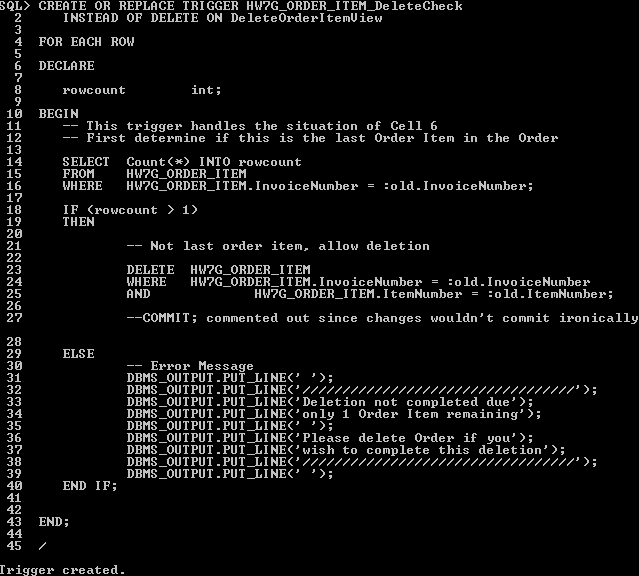 SQL> CREATE OR REPLACE TRIGGER HW7G_ORDER_ITEM_DeleteCheck
  2     INSTEAD OF DELETE ON DeleteOrderItemView
  3
  4  FOR EACH ROW
  5
  6  DECLARE
  7
  8     rowcount        int;
  9
 10  BEGIN
 11     -- This trigger handles the situation of Cell 6
 12     -- First determine if this is the last Order Item in the Order
 13
 14     SELECT  Count(*) INTO rowcount
 15     FROM    HW7G_ORDER_ITEM
 16     WHERE   HW7G_ORDER_ITEM.InvoiceNumber = :old.InvoiceNumber;
 17
 18     IF (rowcount > 1)
 19     THEN
 20
 21             -- Not last order item, allow deletion
 22
 23             DELETE  HW7G_ORDER_ITEM
 24             WHERE   HW7G_ORDER_ITEM.InvoiceNumber = :old.InvoiceNumber
 25             AND             HW7G_ORDER_ITEM.ItemNumber = :old.ItemNumber;
 26
 27             --COMMIT; commented out since changes wouldn't commit ironically
 28
 29     ELSE
 30             -- Error Message
 31             DBMS_OUTPUT.PUT_LINE(' ');
 32             DBMS_OUTPUT.PUT_LINE('//////////////////////////////////');
 33             DBMS_OUTPUT.PUT_LINE('Deletion not completed due');
 34             DBMS_OUTPUT.PUT_LINE('only 1 Order Item remaining');
 35             DBMS_OUTPUT.PUT_LINE(' ');
 36             DBMS_OUTPUT.PUT_LINE('Please delete Order if you');
 37             DBMS_OUTPUT.PUT_LINE('wish to complete this deletion');
 38             DBMS_OUTPUT.PUT_LINE('//////////////////////////////////');
 39             DBMS_OUTPUT.PUT_LINE(' ');
 40     END IF;
 41
 42
 43  END;
 44
 45  /
Trigger created.